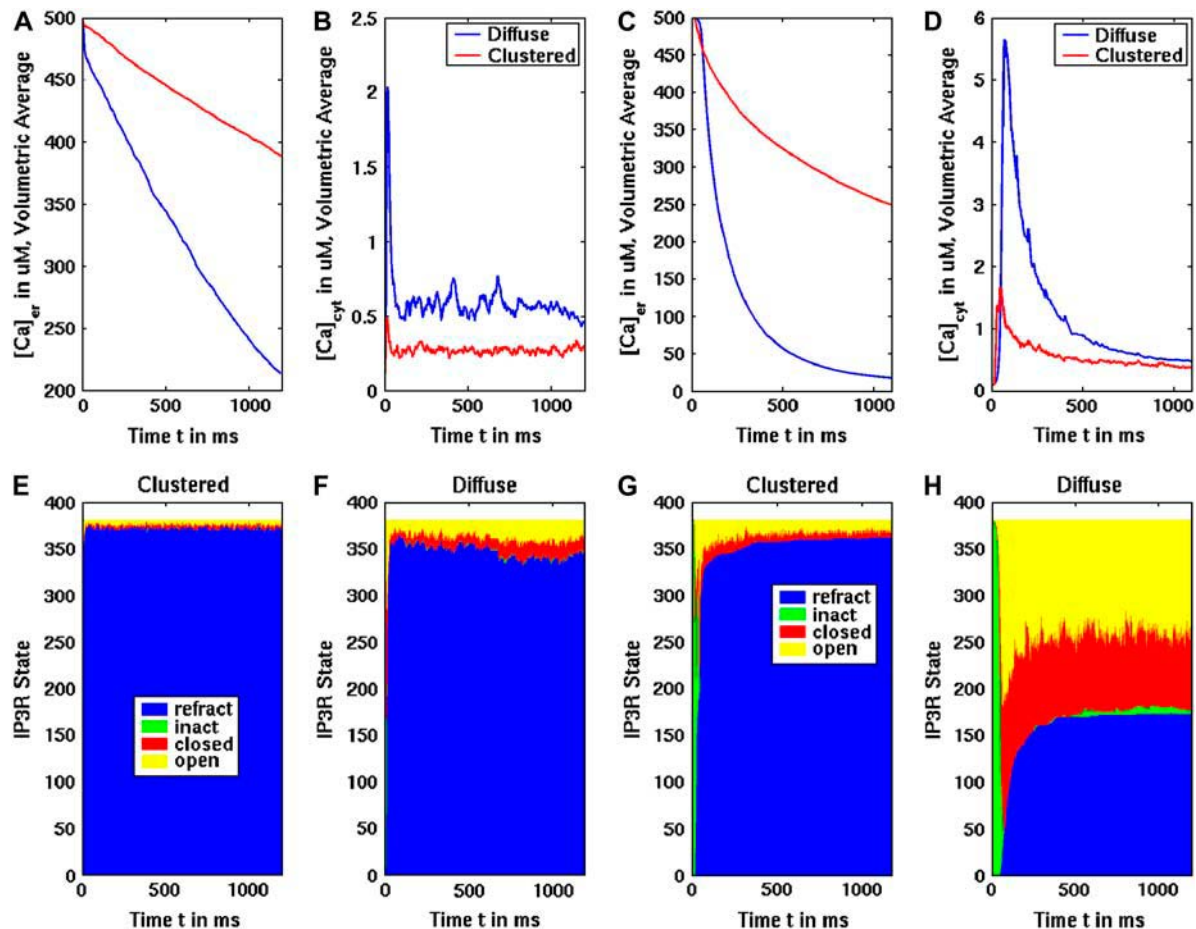 A
[Ca]er in uM, Volumetric Average
500
450
400
350
300
250
200
0
500
1000
Time t in ms
B
[Ca]cyt in uM, Volumetric Average
2.5
2
1.5
1
0.5
0
Diffuse
Clustered
0
500
1000
Time t in ms
C
[Ca]er in uM, Volumetric Average
500
450
400
350
300
250
200
150
100
50
0
0
500
1000
Time t in ms
D
[Ca]cyt in uM, Volumetric Average
6
5
4
3
2
1
0
Diffuse
Clustered
0
500
1000
Time t in ms
E
Clustered
IP3R State
400
350
300
250
200
150
100
50
0
refract
inact
closed
open
0
500
1000
Time t in ms
F
Diffuse
IP3R State
400
350
300
250
200
150
100
50
0
0
500
1000
Time t in ms
G
Clustered
IP3R State
400
350
300
250
200
150
100
50
0
refract
inact
closed
open
0
500
1000
Time t in ms
H
Diffuse
IP3R State
400
350
300
250
200
150
100
50
0
0
500
1000
Time t in ms